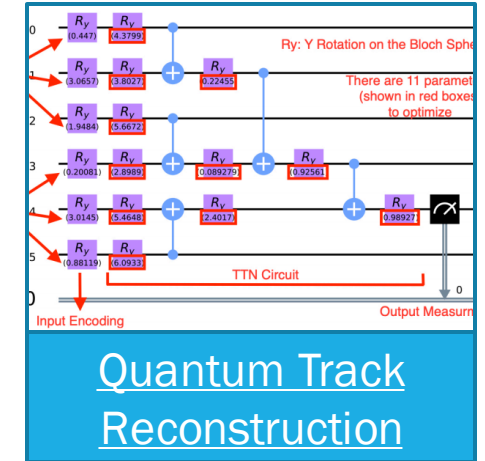 0 Ry (0.447) Ry (4.3799)
Ry: Y Rotation on the Bloch Sphe
1 Ry (3.0657) Ry (3.8027) Ry (0.22455
There are 11 paramet
(shown in red boxes
to optimize
2 Ry (1.9484) Ry (5.6672)
3 Ry (0.20081) Ry (2.8989) Ry (0.089279) Ry (0.92561)
4 Ry (3.0145) Ry (5.4648) Ry (2.4017) Ry (0.98927)
5 Ry (0.88119) Ry (6.0933)
TTN Circuit
0
Input Encoding
Output Measurm
Quantum Track
Reconstruction